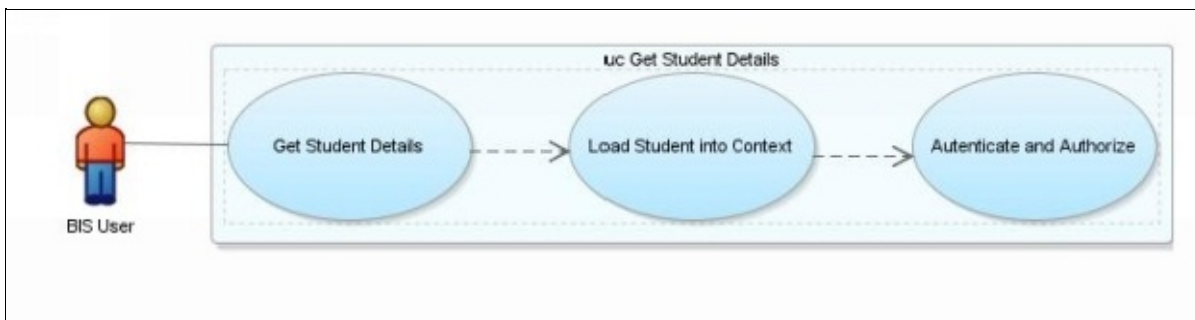 uc Get Student Details
Get Student Details
Load Student into Context
Autenticate and Authorize
BIS User